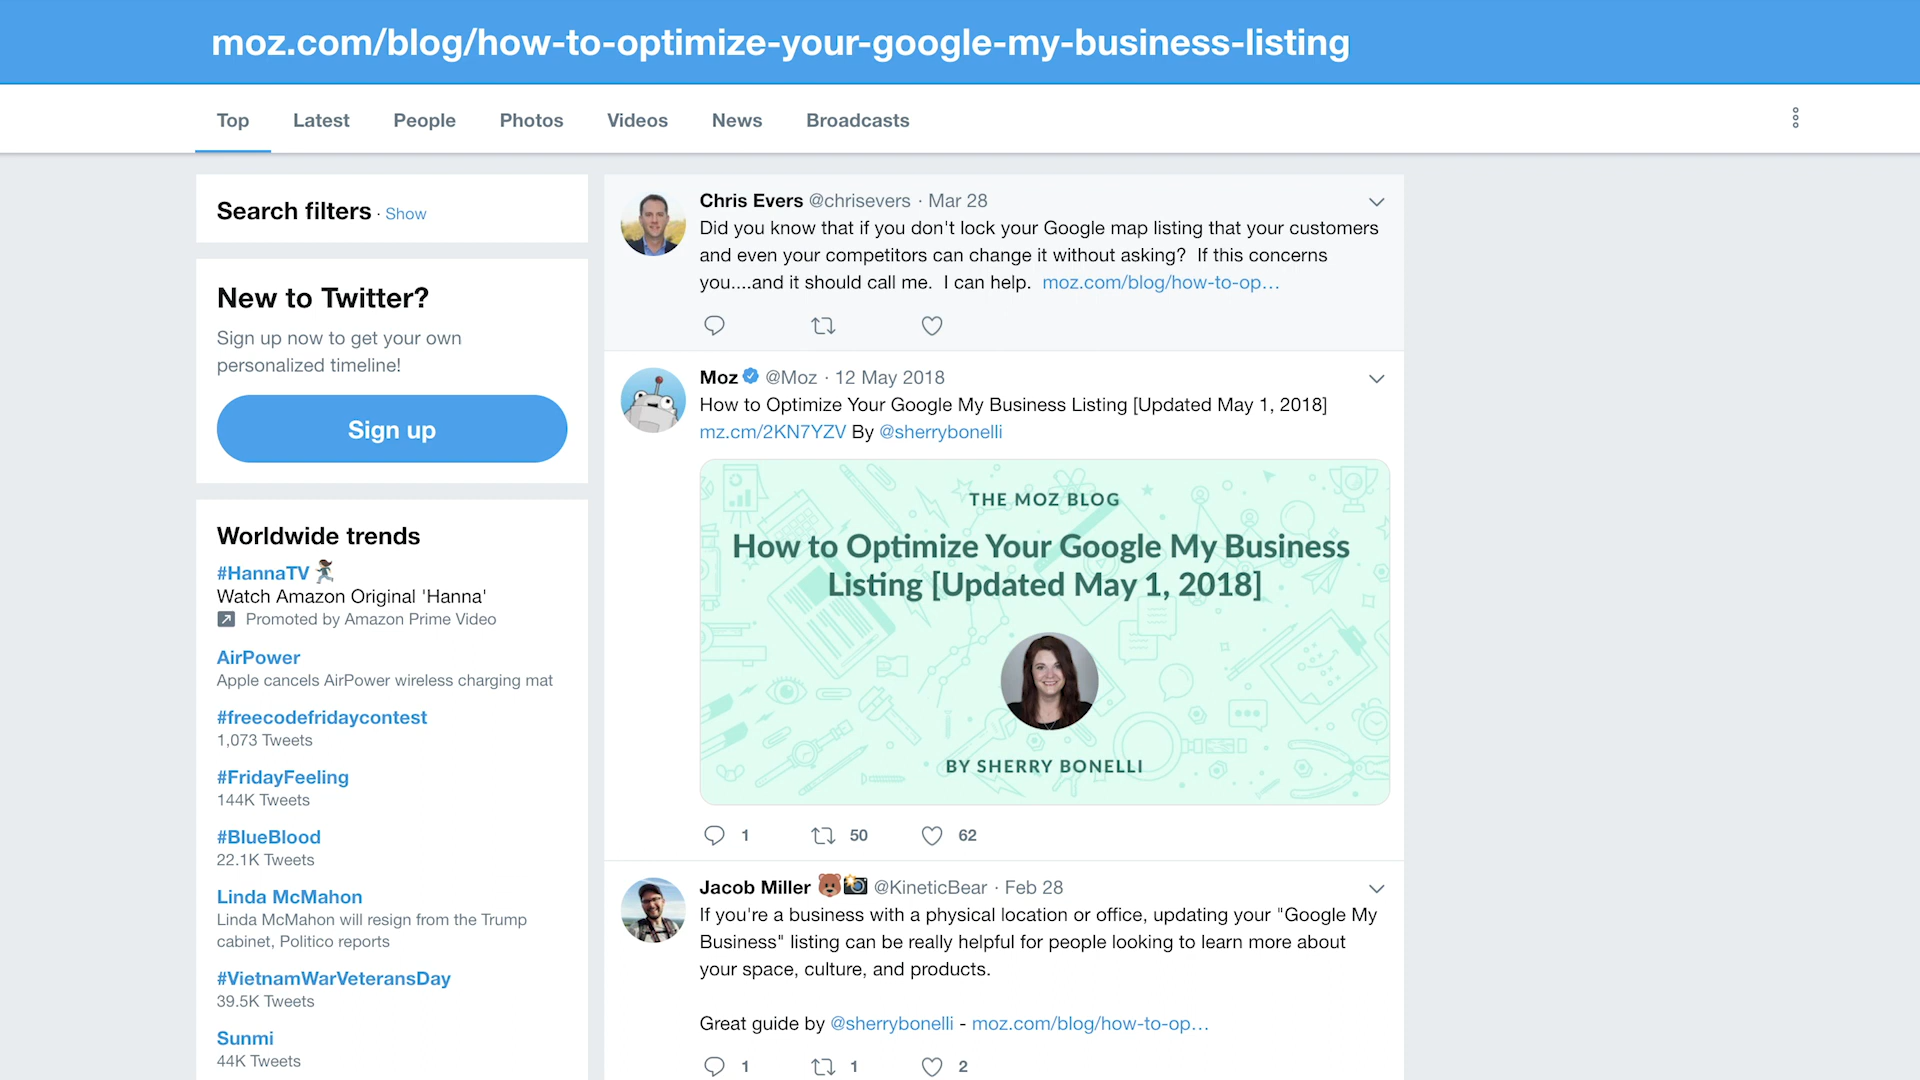 moz.com/blog/how-to-optimize-your-google-my-business-listing
Top Latest People Photos Videos News Broadcasts
Search filters · Show
New to Twitter?
Sign up now to get your own
personalized timeline!
Sign up
Worldwide trends
#HannaTV
Watch Amazon Original 'Hanna'
Promoted by Amazon Prime Video
AirPower
Apple cancels AirPower wireless charging mat
#freecodefridaycontest
1,073 Tweets
#FridayFeeling
144K Tweets
#BlueBlood
22.1K Tweets
Linda McMahon
Linda McMahon will resign from the Trump
cabinet, Politico reports
#VietnamWarVeteransDay
39.5K Tweets
Sunmi
44K Tweets
Chris Evers @chrisevers · Mar 28
Did you know that if you don't lock your Google map listing that your customers
and even your competitors can change it without asking?  If this concerns
you....and it should call me.  I can help.  moz.com/blog/how-to-op…
Moz @Moz · 12 May 2018
How to Optimize Your Google My Business Listing [Updated May 1, 2018]
mz.cm/2KN7YZV By @sherrybonelli
THE MOZ BLOG
How to Optimize Your Google My Business
Listing [Updated May 1, 2018]
BY SHERRY BONELLI
1 50 62
Jacob Miller 🐻📸 @KineticBear · Feb 28
If you're a business with a physical location or office, updating your "Google My
Business" listing can be really helpful for people looking to learn more about
your space, culture, and products.
Great guide by @sherrybonelli - moz.com/blog/how-to-op…
1 1 2